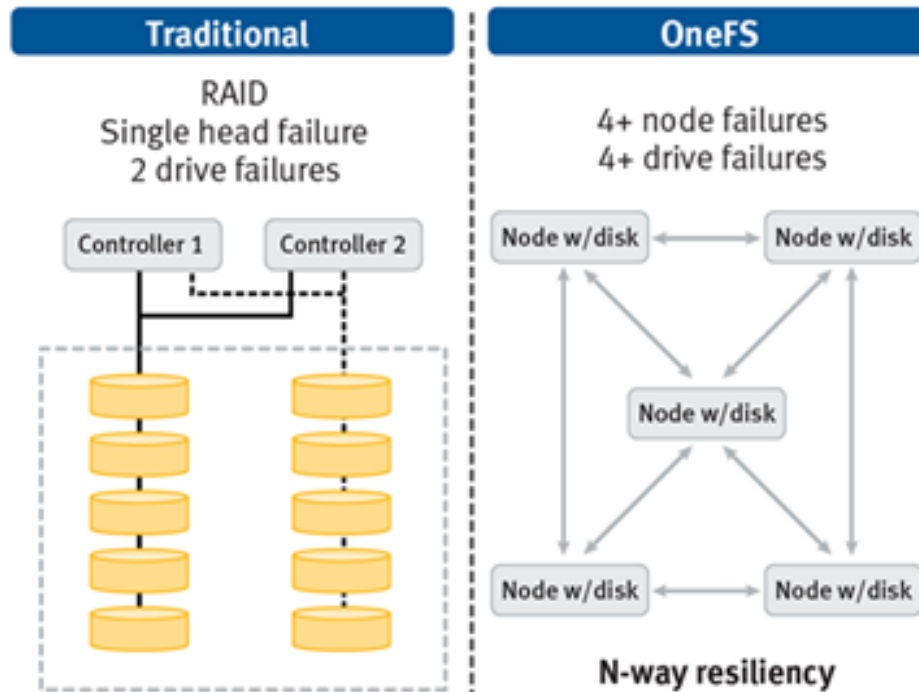 Traditional
RAID
Single head failure
2 drive failures
Controller 1
Controller 2
OneFS
4+ node failures
4+ drive failures
Node w/disk
Node w/disk
Node w/disk
Node w/disk
Node w/disk
N-way resiliency